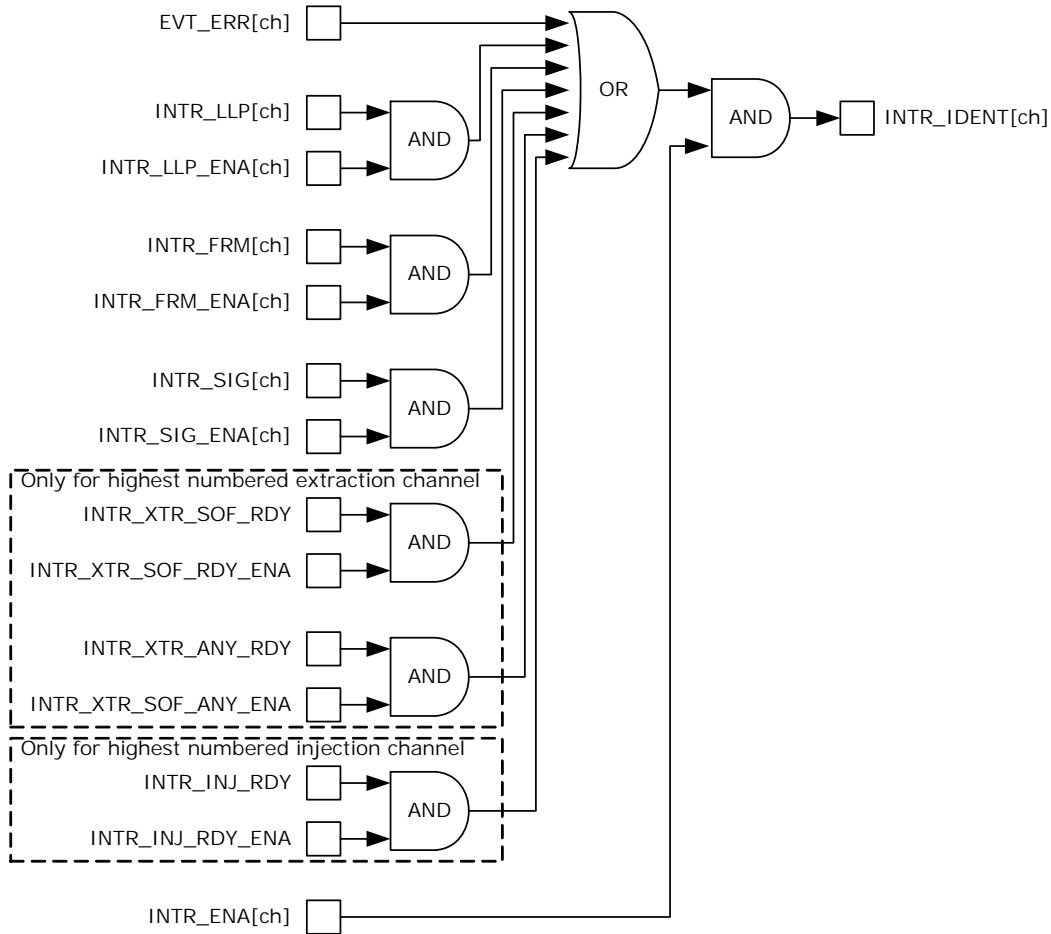 EVT_ERR[ch]
OR
INTR_LLP[ch]
AND
AND
INTR_IDENT[ch]
INTR_LLP_ENA[ch]
INTR_FRM[ch]
AND
INTR_FRM_ENA[ch]
INTR_SIG[ch]
AND
INTR_SIG_ENA[ch]
Only for highest numbered extraction channel
INTR_XTR_SOF_RDY
AND
INTR_XTR_SOF_RDY_ENA
INTR_XTR_ANY_RDY
AND
INTR_XTR_SOF_ANY_ENA
Only for highest numbered injection channel
INTR_INJ_RDY
AND
INTR_INJ_RDY_ENA
INTR_ENA[ch]